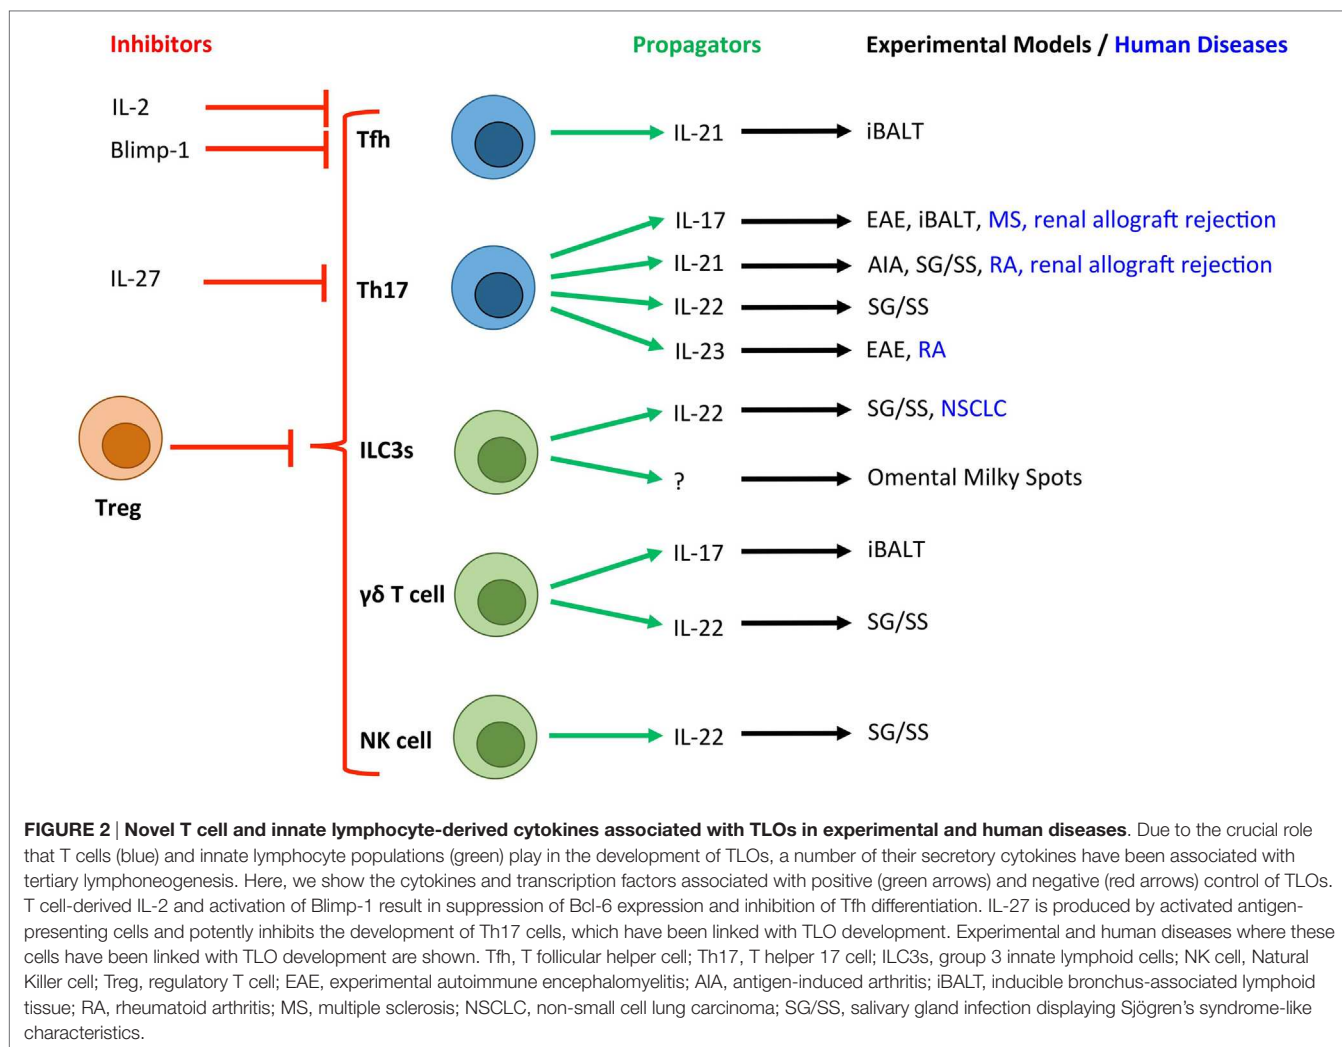 Inhibitors Propagators Experimental Models / Human Diseases
IL-2
Blimp-1
Tfh
IL-21 iBALT
IL-27
Th17
IL-17 EAE, iBALT, MS, renal allograft rejection
IL-21 AIA, SG/SS, RA, renal allograft rejection
IL-22 SG/SS
IL-23 EAE, RA
Treg
ILC3s
IL-22 SG/SS, NSCLC
? Omental Milky Spots
γδ T cell
IL-17 iBALT
IL-22 SG/SS
NK cell
IL-22 SG/SS
FIGURE 2 | Novel T cell and innate lymphocyte-derived cytokines associated with TLOs in experimental and human diseases. Due to the crucial role
that T cells (blue) and innate lymphocyte populations (green) play in the development of TLOs, a number of their secretory cytokines have been associated with
tertiary lymphoneogenesis. Here, we show the cytokines and transcription factors associated with positive (green arrows) and negative (red arrows) control of TLOs.
T cell-derived IL-2 and activation of Blimp-1 result in suppression of Bcl-6 expression and inhibition of Tfh differentiation. IL-27 is produced by activated antigen-
presenting cells and potently inhibits the development of Th17 cells, which have been linked with TLO development. Experimental and human diseases where these
cells have been linked with TLO development are shown. Tfh, T follicular helper cell; Th17, T helper 17 cell; ILC3s, group 3 innate lymphoid cells; NK cell, Natural
Killer cell; Treg, regulatory T cell; EAE, experimental autoimmune encephalomyelitis; AIA, antigen-induced arthritis; iBALT, inducible bronchus-associated lymphoid
tissue; RA, rheumatoid arthritis; MS, multiple sclerosis; NSCLC, non-small cell lung carcinoma; SG/SS, salivary gland infection displaying Sjögren's syndrome-like
characteristics.